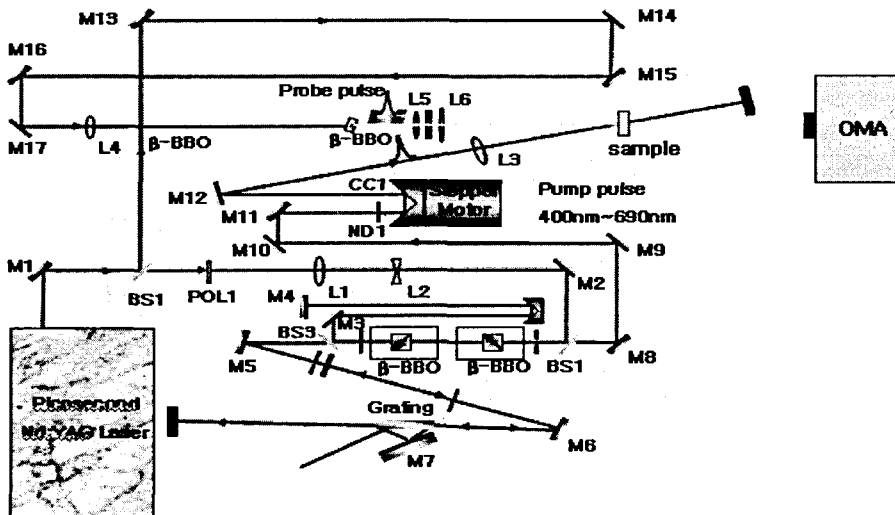 M13
M14
M16
M15
Probe pulse
L5 L6
M17
L4
β-BBO
β-BBO
L3
sample
OMA
M12
CC1
Stepper
Motor
Pump pulse
400nm~690nm
M11
ND1
M10
M9
M1
BS1
POL1
L1
L2
M2
M4
M3
BS3
M5
β-BBO
β-BBO
BS1
M8
Grating
M6
M7
Picosecond
Nd:YAG Laser